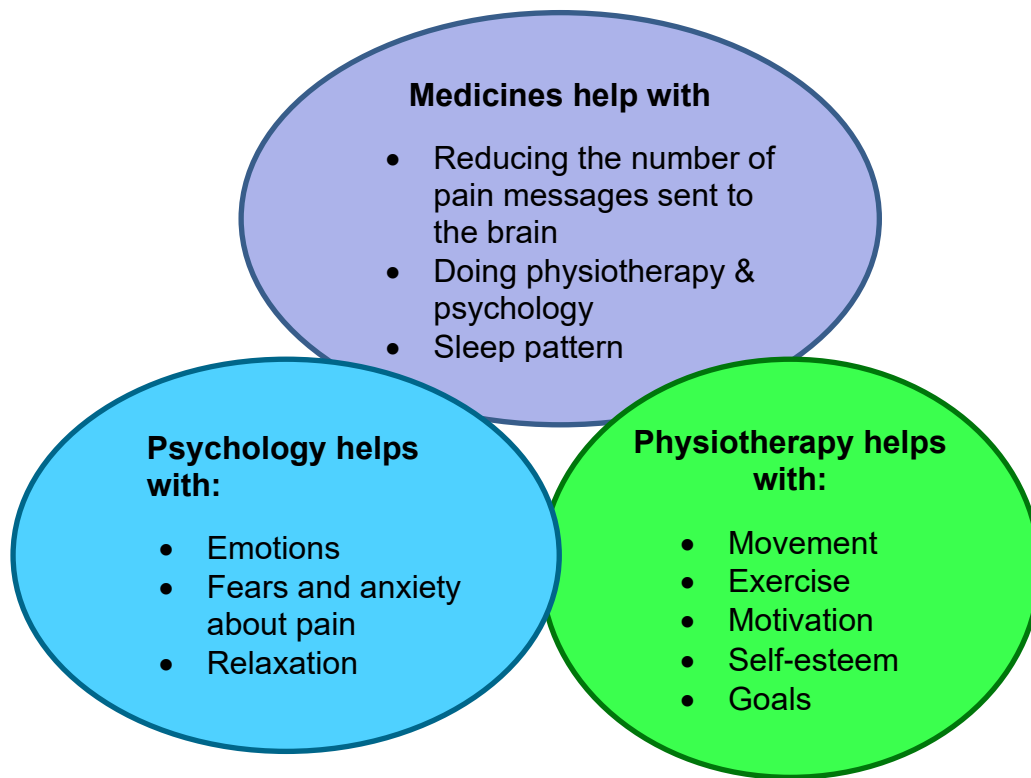 Medicines help with
• Reducing the number of
pain messages sent to
the brain
• Doing physiotherapy &
psychology
• Sleep pattern
Psychology helps
with:
• Emotions
• Fears and anxiety
about pain
• Relaxation
Physiotherapy helps
with:
• Movement
• Exercise
• Motivation
• Self-esteem
• Goals